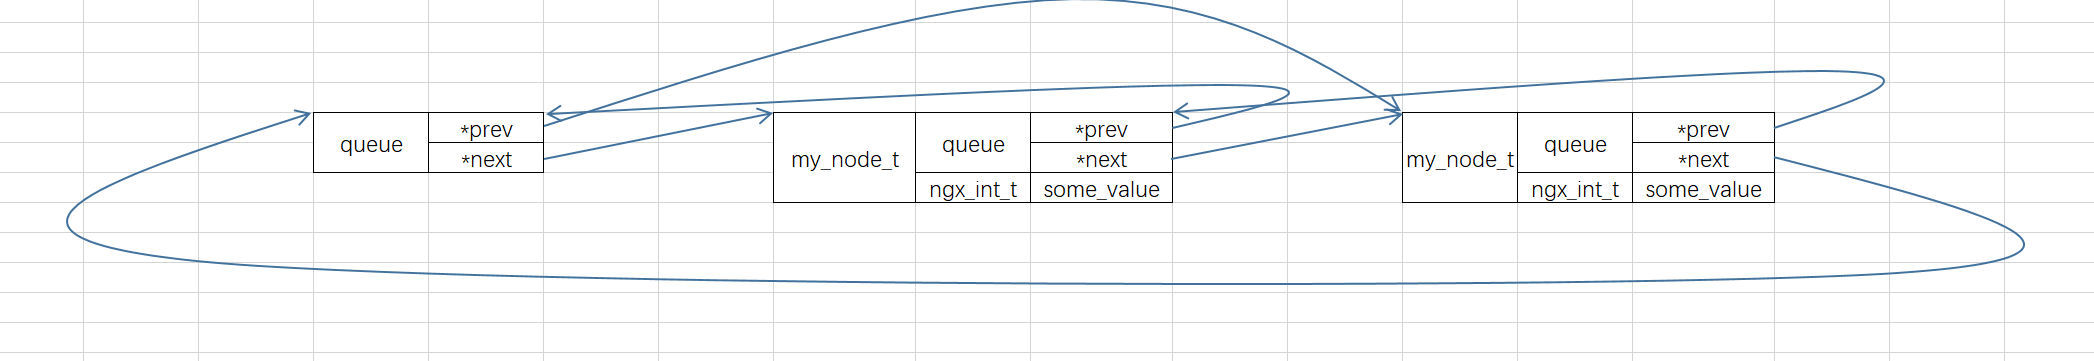 queue
*prev
*next
my_node_t
queue
*prev
*next
ngx_int_t
some_value
my_node_t
queue
*prev
*next
ngx_int_t
some_value